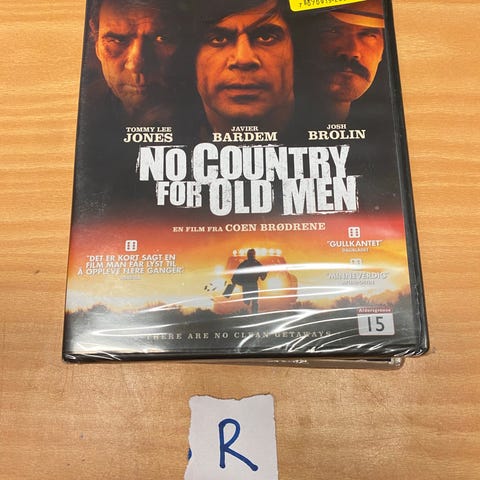 TOMMY LEE
JONES
JAVIER
BARDEM
JOSH
BROLIN
NO COUNTRY
FOR OLD MEN
EN FILM FRA COEN BRØDRENE
"DET ER KORT SAGT EN
FILM MAN FÅR LYST TIL
Å OPPLEVE FLERE GANGER"
"GULLKANTET"
DAGBLADET
"MINNEVERDIG"
AFTENPOSTEN
THERE ARE NO CLEAN GETAWAYS
Aldersgrense
15
R